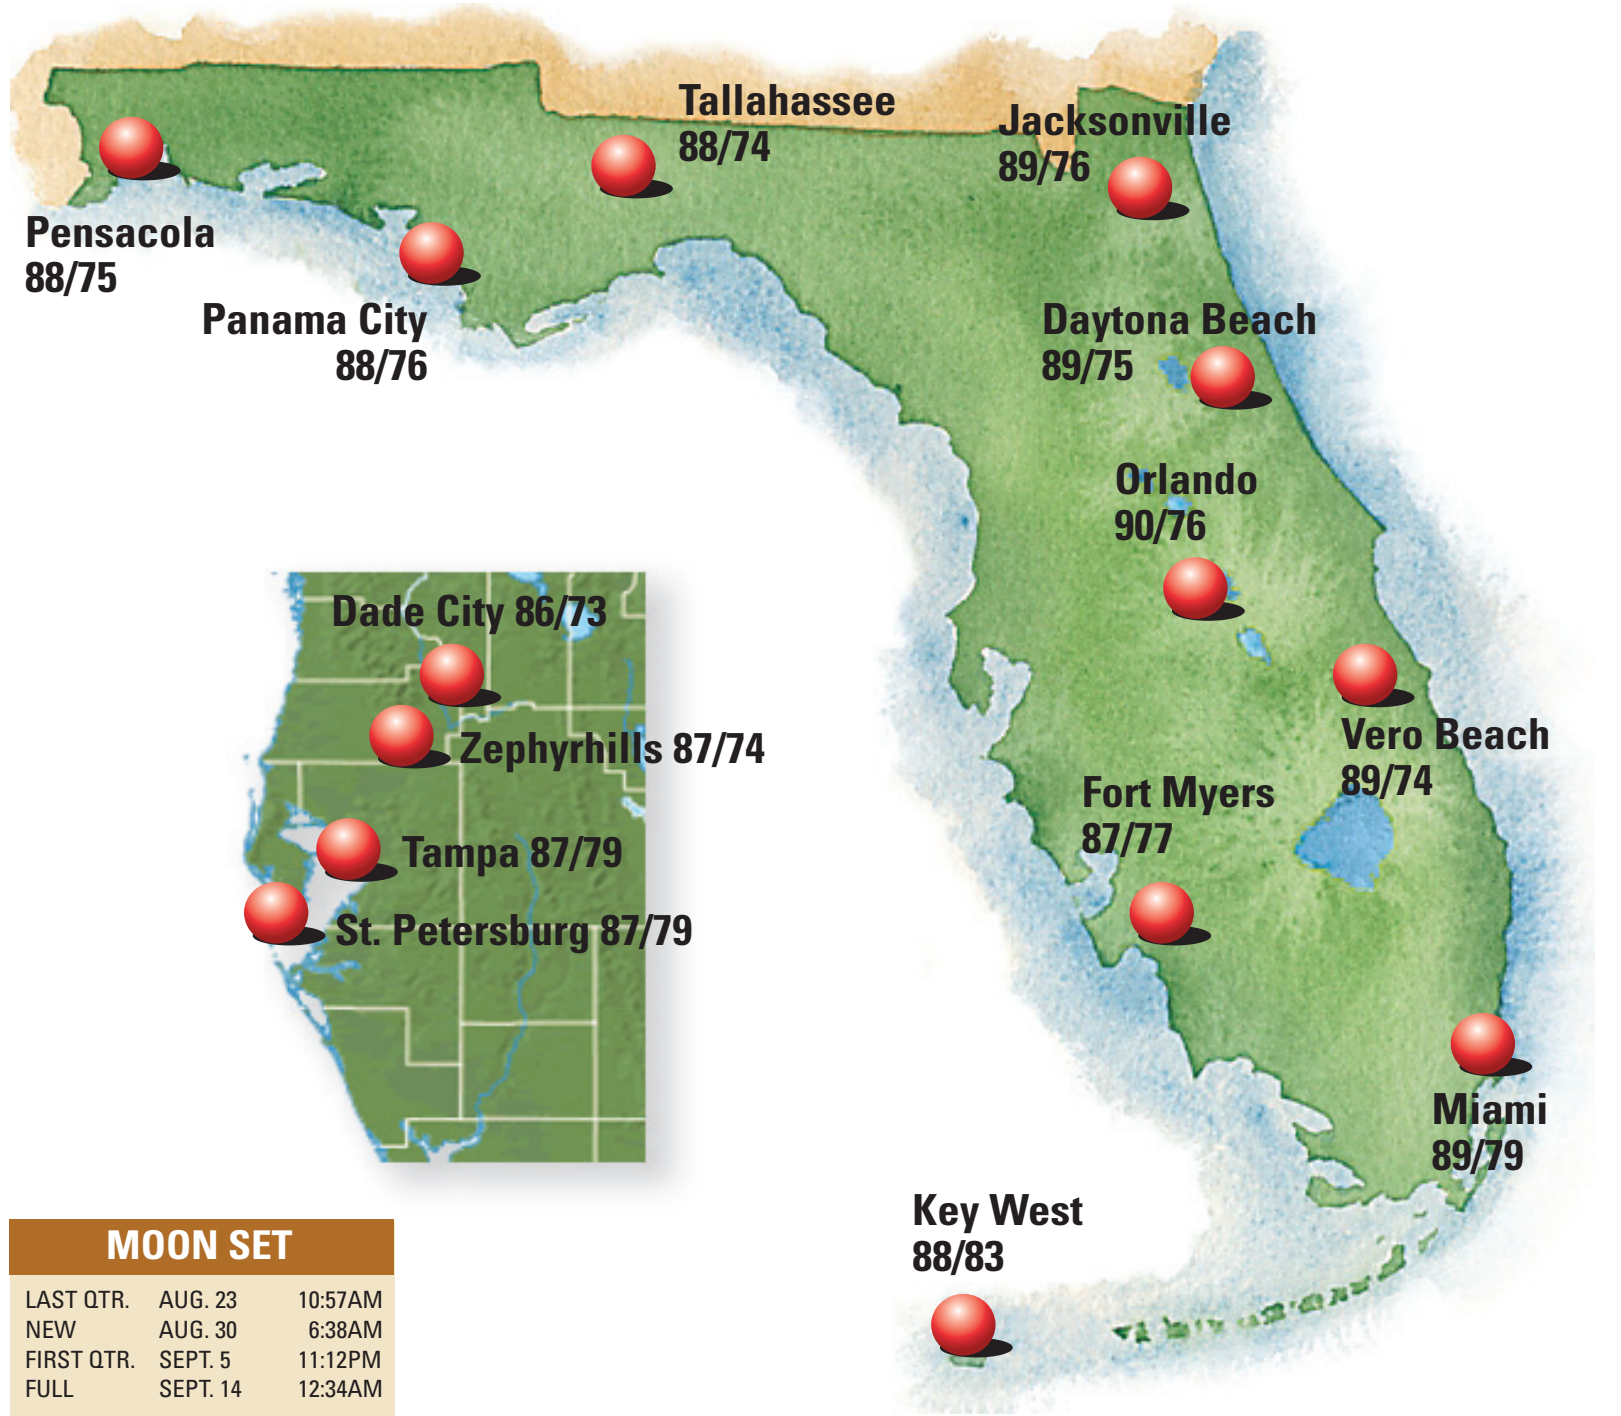 Tallahassee
88/74
Jacksonville
89/76
Pensacola
88/75
Panama City
88/76
Daytona Beach
89/75
Orlando
90/76
Dade City 86/73
Zephyrhills 87/74
Vero Beach
89/74
Fort Myers
87/77
Tampa 87/79
St. Petersburg 87/79
Miami
89/79
Key West
88/83
MOON SET
LAST QTR. AUG. 23 10:57AM
NEW AUG. 30 6:38AM
FIRST QTR. SEPT. 5 11:12PM
FULL SEPT. 14 12:34AM